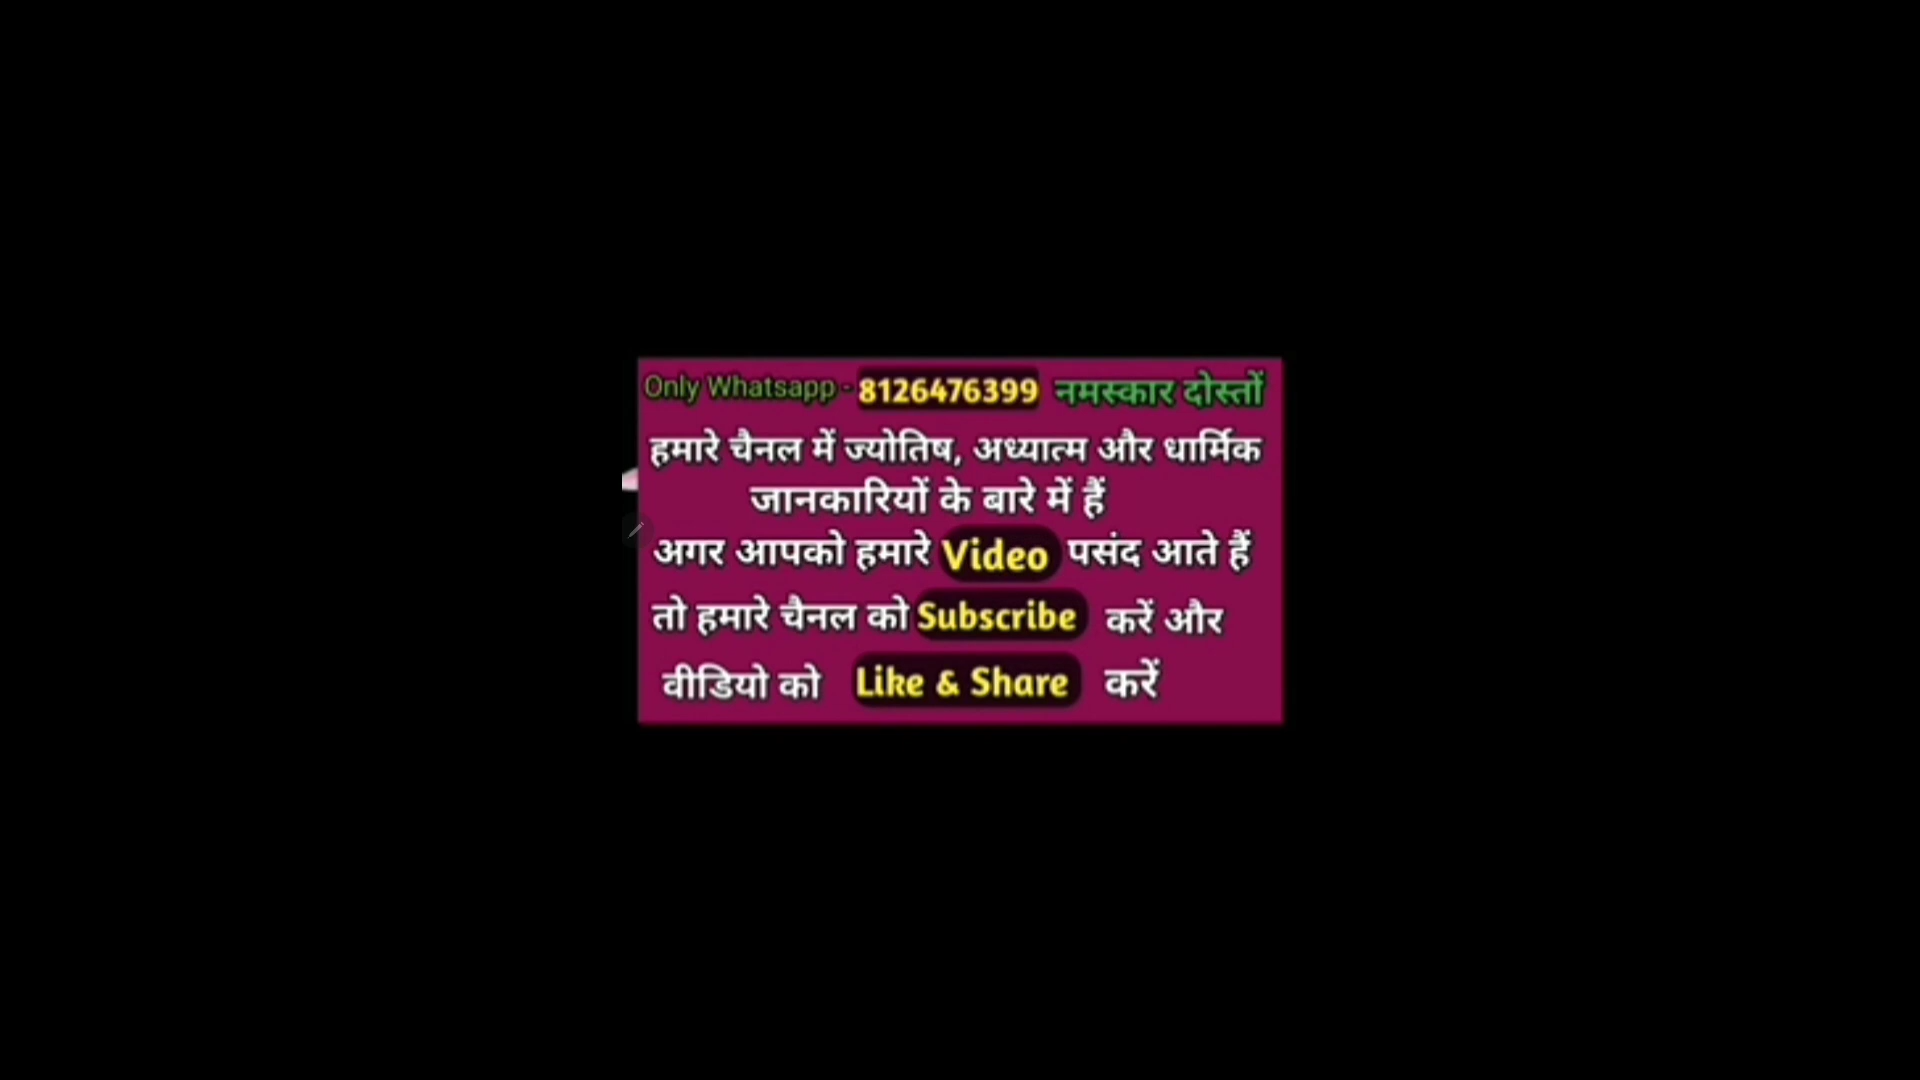 Only Whatsapp - 8126476399 नमस्कार दोस्तों
हमारे चैनल में ज्योतिष, अध्यात्म और धार्मिक
जानकारियों के बारे में हैं
अगर आपको हमारे Video पसंद आते हैं
तो हमारे चैनल को Subscribe करें और
वीडियो को Like & Share करें